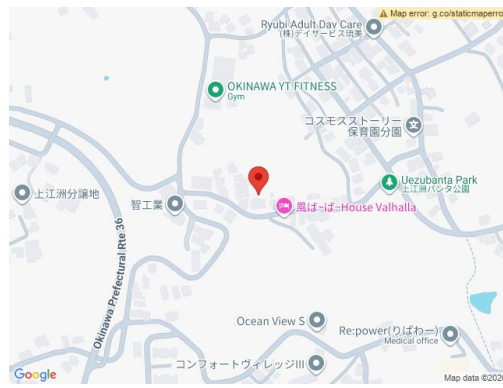 Map error: g.co/staticmaperro
Ryubi Adult Day Care
(株)デイサービス琉美
OKINAWA YT FITNESS
Gym
コスモスストーリー
保育園分園
Uezubanta Park
上江洲バンタ公園
上江洲分譲地
智工業
風ば~ば~House Valhalla
Okinawa Prefectural Rte 36
Ocean View S
Re:power(りぱわー)
Medical office
コンフォートヴィレッジIII
Google
Map data ©202